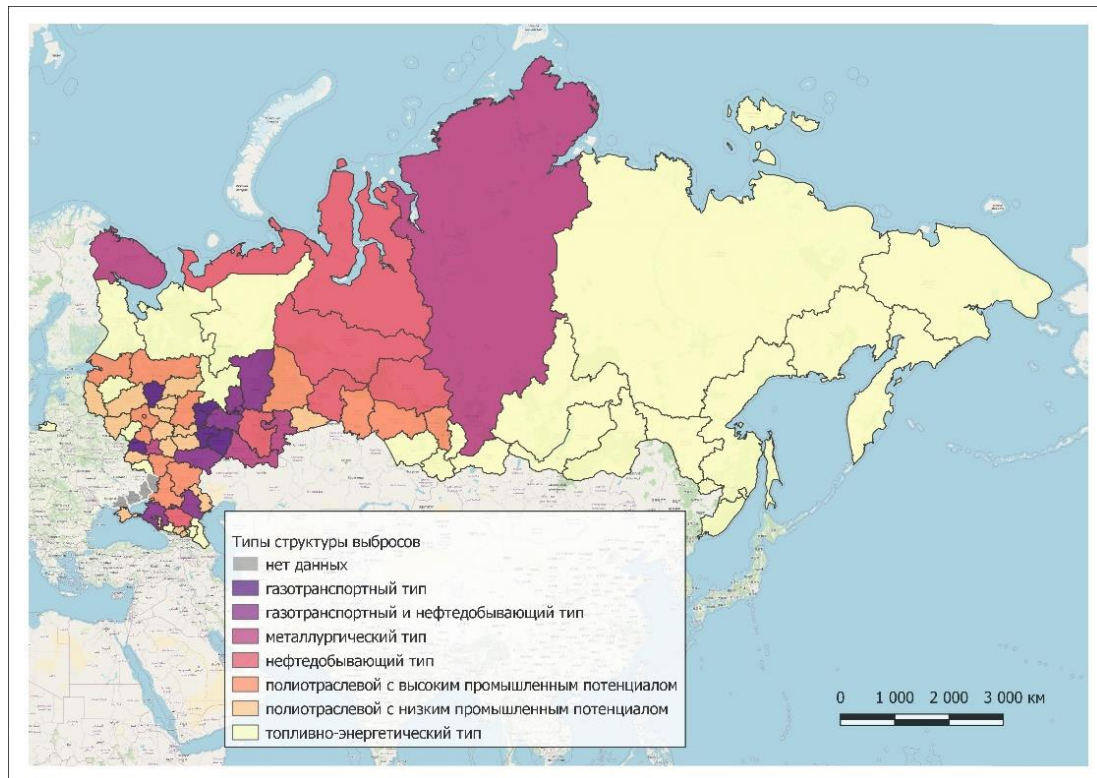 Типы структуры выбросов
нет данных
газотранспортный тип
газотранспортный и нефтедобывающий тип
металлургический тип
нефтедобывающий тип
полиотраслевой с высоким промышленным потенциалом
полиотраслевой с низким промышленным потенциалом
топливно-энергетический тип
0 1 000 2 000 3 000 км